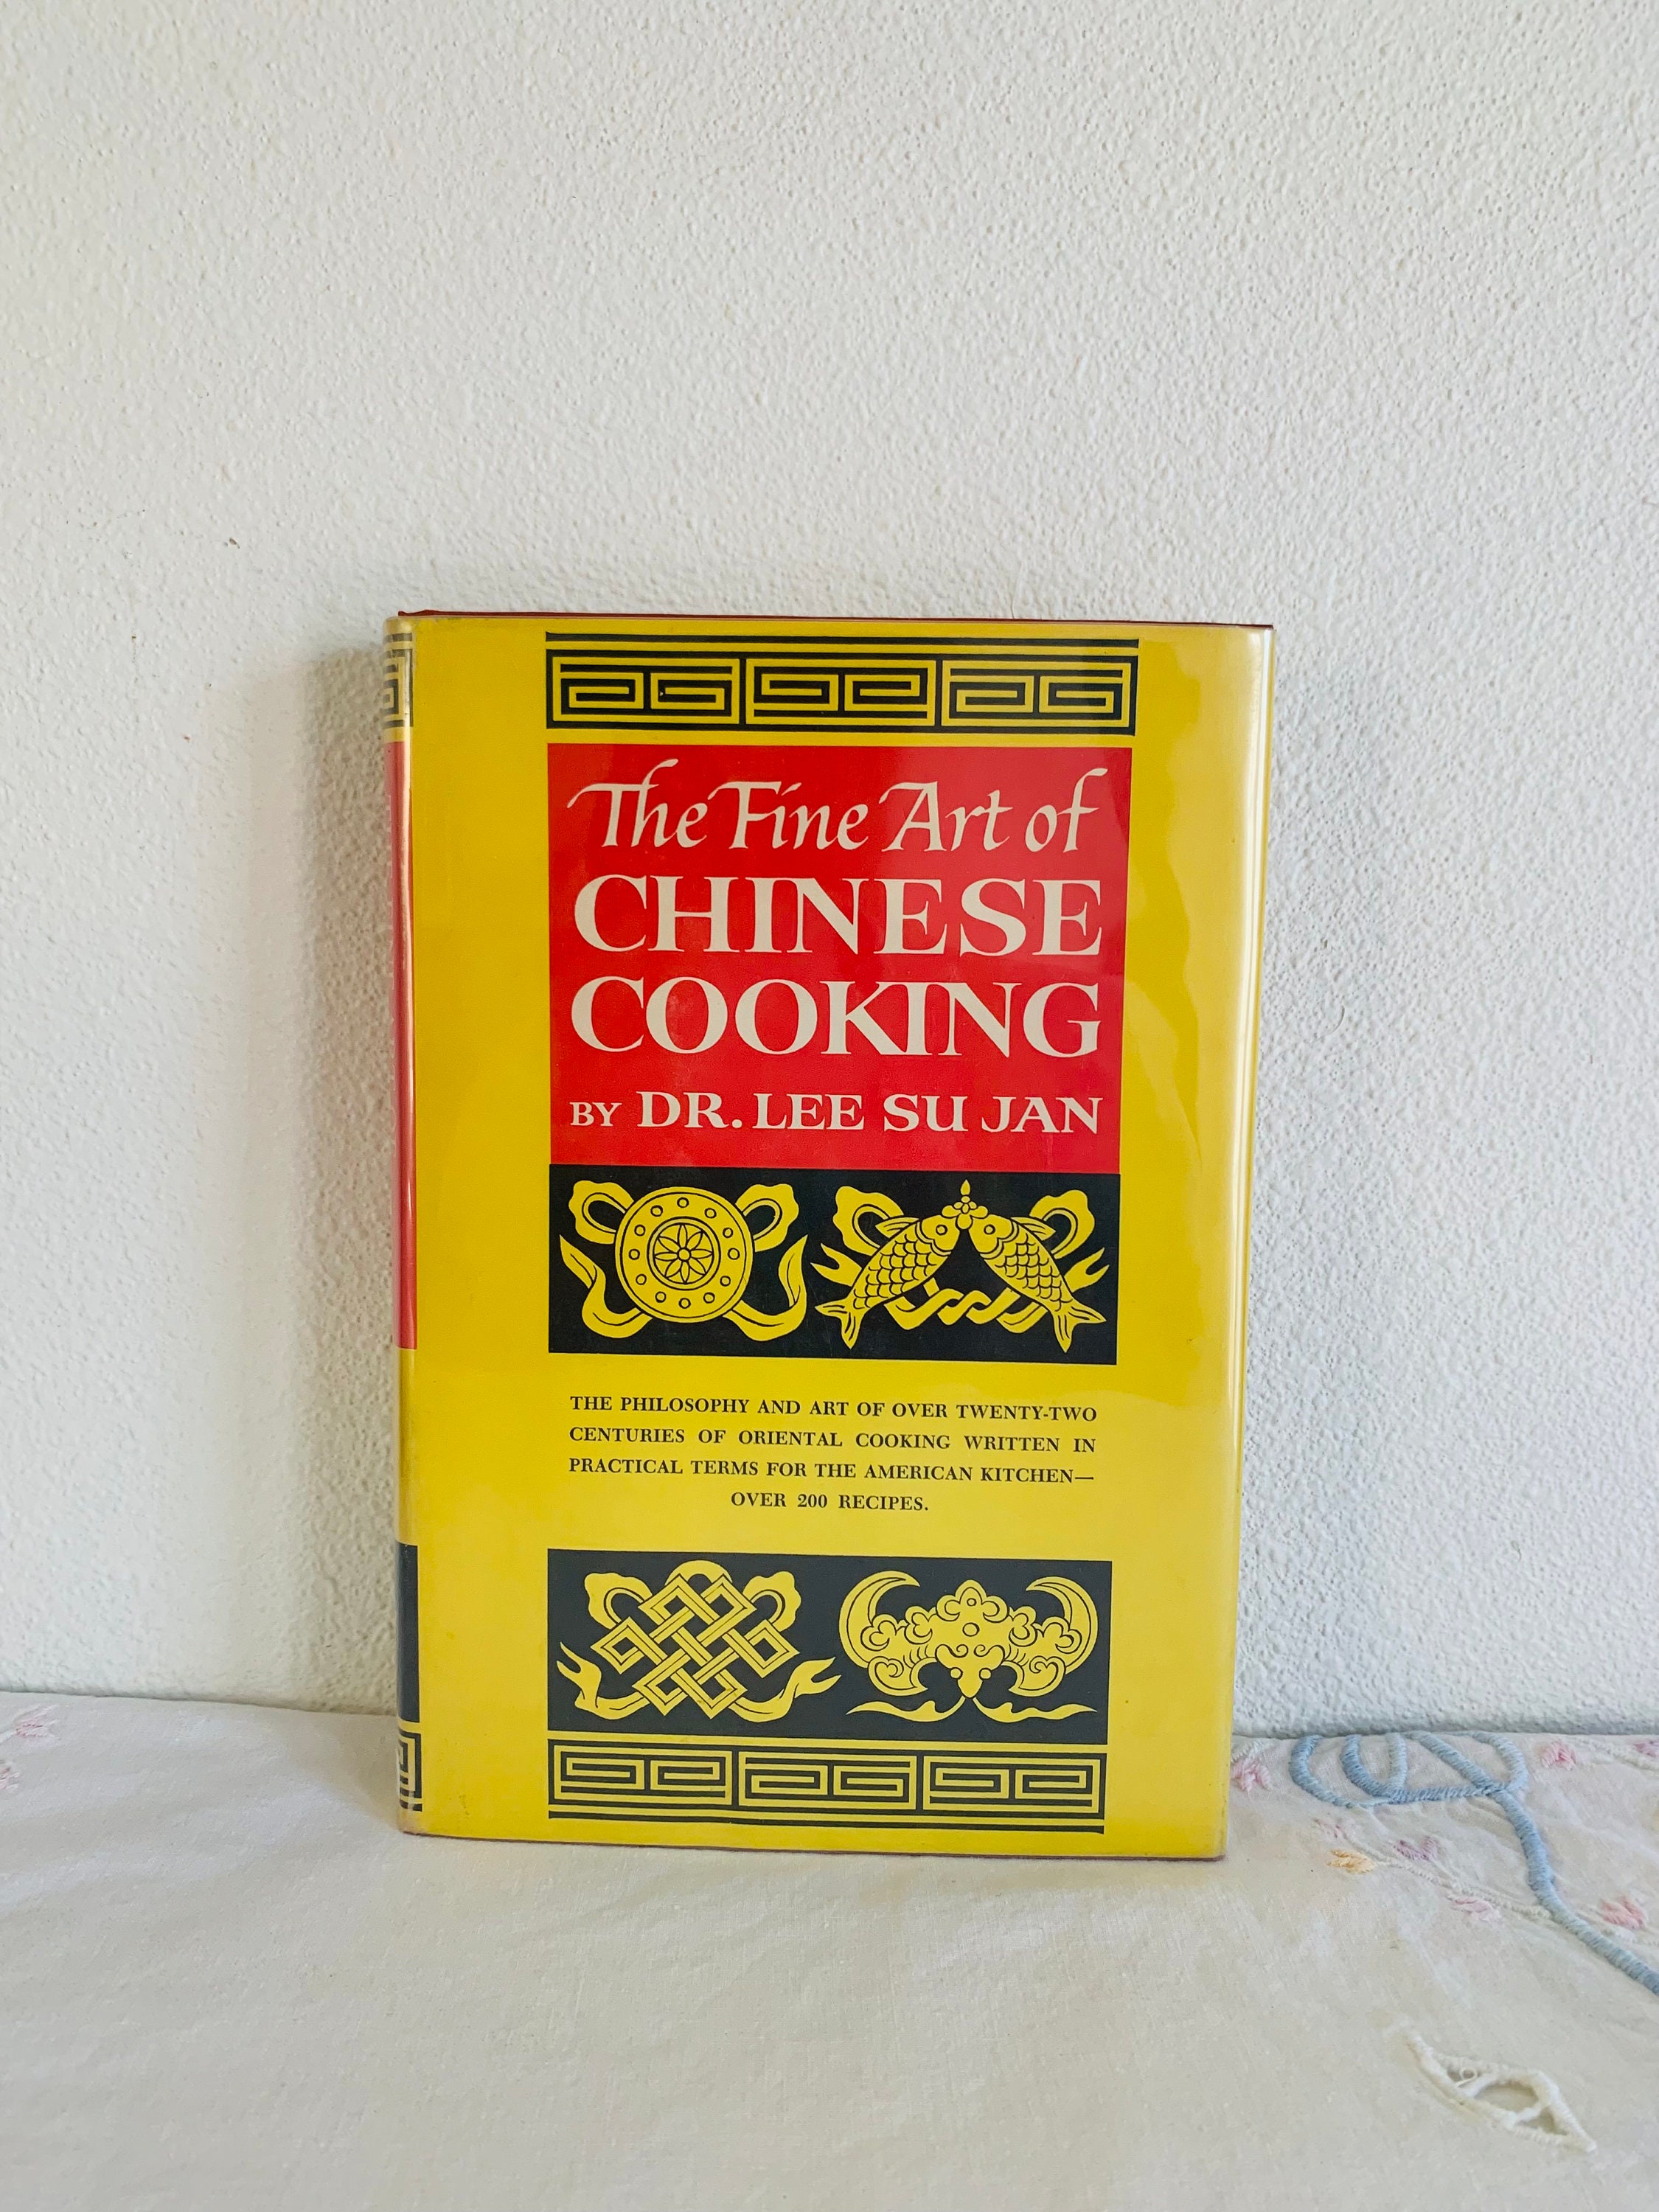 The Fine Art of
CHINESE
COOKING
BY DR. LEE SU JAN
THE PHILOSOPHY AND ART OF OVER TWENTY-TWO
CENTURIES OF ORIENTAL COOKING WRITTEN IN
PRACTICAL TERMS FOR THE AMERICAN KITCHEN—
OVER 200 RECIPES.